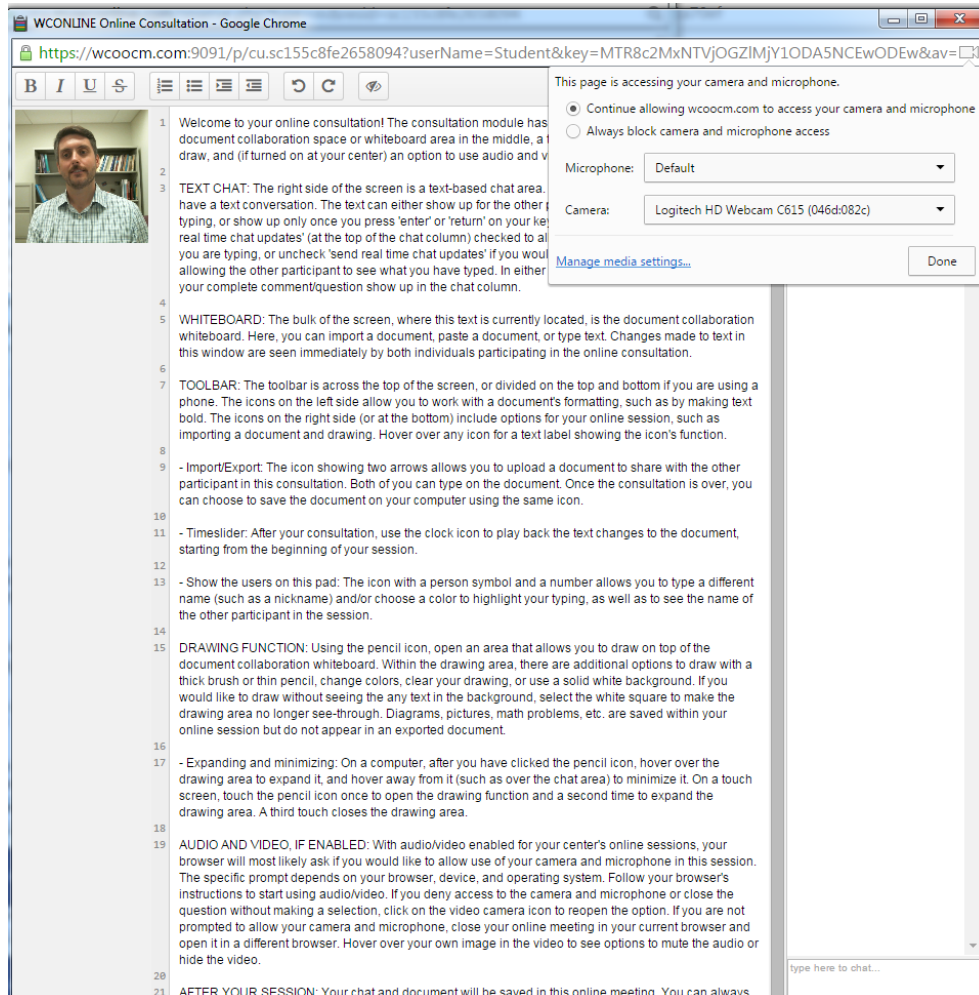 WCONLINE Online Consultation - Google Chrome
https://wcoocm.com:9091/p/cu.sc155c8fe2658094?userName=Student&key=MTR8c2MxNTVjOGZlMjY1ODA5NCEwODEw&av=
B I U S
This page is accessing your camera and microphone.
Continue allowing wcoocm.com to access your camera and microphone
Always block camera and microphone access
Microphone: Default
Camera: Logitech HD Webcam C615 (046d:082c)
Manage media settings...
Done
1 Welcome to your online consultation! The consultation module has
document collaboration space or whiteboard area in the middle, a
draw, and (if turned on at your center) an option to use audio and
2
3 TEXT CHAT: The right side of the screen is a text-based chat area.
have a text conversation. The text can either show up for the other
typing, or show up only once you press 'enter' or 'return' on your
real time chat updates' (at the top of the chat column) checked to
you are typing, or uncheck 'send real time chat updates' if you
allowing the other participant to see what you have typed. In either
your complete comment/question show up in the chat column.
4
5 WHITEBOARD: The bulk of the screen, where this text is currently located, is the document collaboration
whiteboard. Here, you can import a document, paste a document, or type text. Changes made to text in
this window are seen immediately by both individuals participating in the online consultation.
6
7 TOOLBAR: The toolbar is across the top of the screen, or divided on the top and bottom if you are using a
phone. The icons on the left side allow you to work with a document's formatting, such as by making text
bold. The icons on the right side (or at the bottom) include options for your online session, such as
importing a document and drawing. Hover over any icon for a text label showing the icon's function.
8
9 - Import/Export: The icon showing two arrows allows you to upload a document to share with the other
participant in this consultation. Both of you can type on the document. Once the consultation is over, you
can choose to save the document on your computer using the same icon.
10
11 - Timeslider: After your consultation, use the clock icon to play back the text changes to the document,
starting from the beginning of your session.
12
13 - Show the users on this pad: The icon with a person symbol and a number allows you to type a different
name (such as a nickname) and/or choose a color to highlight your typing, as well as to see the name of
the other participant in the session.
14
15 DRAWING FUNCTION: Using the pencil icon, open an area that allows you to draw on top of the
document collaboration whiteboard. Within the drawing area, there are additional options to draw with a
thick brush or thin pencil, change colors, clear your drawing, or use a solid white background. If you
would like to draw without seeing the any text in the background, select the white square to make the
drawing area no longer see-through. Diagrams, pictures, math problems, etc. are saved within your
online session but do not appear in an exported document.
16
17 - Expanding and minimizing: On a computer, after you have clicked the pencil icon, hover over the
drawing area to expand it, and hover away from it (such as over the chat area) to minimize it. On a touch
screen, touch the pencil icon once to open the drawing function and a second time to expand the
drawing area. A third touch closes the drawing area.
18
19 AUDIO AND VIDEO, IF ENABLED: With audio/video enabled for your center's online sessions, your
browser will most likely ask if you would like to allow use of your camera and microphone in this session.
The specific prompt depends on your browser, device, and operating system. Follow your browser's
instructions to start using audio/video. If you deny access to the camera and microphone or close the
question without making a selection, click on the video camera icon to reopen the option. If you are not
prompted to allow your camera and microphone, close your online meeting in your current browser and
open it in a different browser. Hover over your own image in the video to see options to mute the audio or
hide the video.
20
21 AFTER YOUR SESSION: Your chat and document will be saved in this online meeting. You can always
type here to chat...